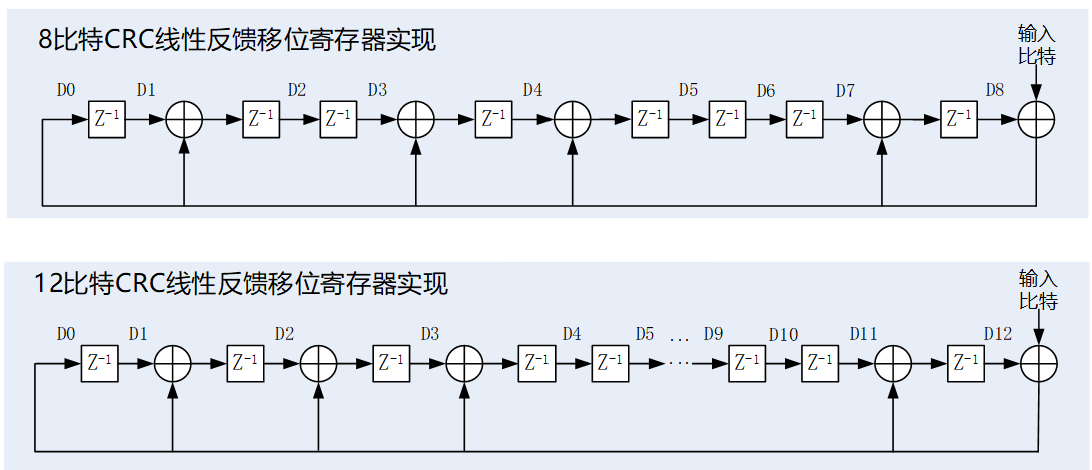 8比特CRC线性反馈移位寄存器实现
输入
比特
D0 D1 D2 D3 D4 D5 D6 D7 D8
Z⁻¹ Z⁻¹ Z⁻¹ Z⁻¹ Z⁻¹ Z⁻¹ Z⁻¹ Z⁻¹
12比特CRC线性反馈移位寄存器实现
输入
比特
D0 D1 D2 D3 D4 D5 ... D9 D10 D11 D12
Z⁻¹ Z⁻¹ Z⁻¹ Z⁻¹ Z⁻¹ ... Z⁻¹ Z⁻¹ Z⁻¹